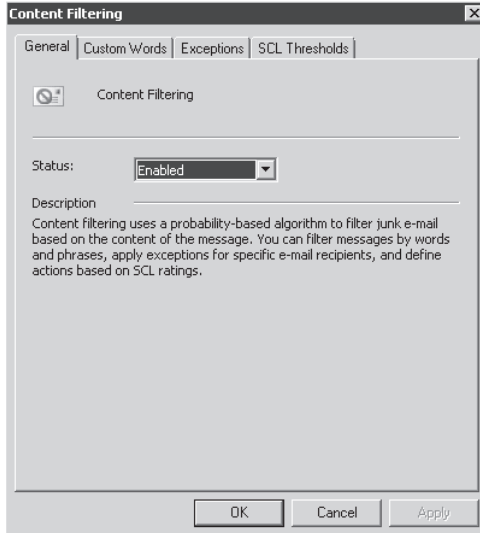 Content Filtering
General Custom Words Exceptions SCL Thresholds
Content Filtering
Status: Enabled
Description
Content filtering uses a probability-based algorithm to filter junk e-mail
based on the content of the message. You can filter messages by words
and phrases, apply exceptions for specific e-mail recipients, and define
actions based on SCL ratings.
OK Cancel Apply